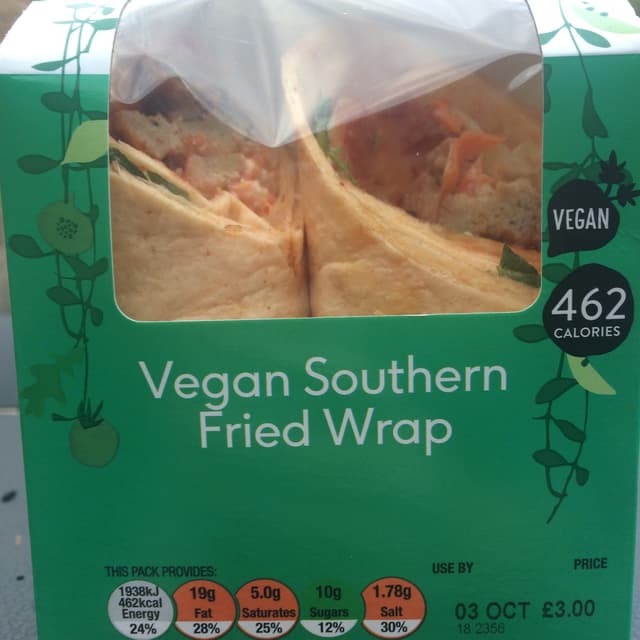 VEGAN
462
CALORIES
Vegan Southern
Fried Wrap
THIS PACK PROVIDES:
1938kJ
462kcal
Energy
24%
19g
Fat
28%
5.0g
Saturates
25%
10g
Sugars
12%
1.78g
Salt
30%
USE BY
PRICE
03 OCT £3.00
18 2356